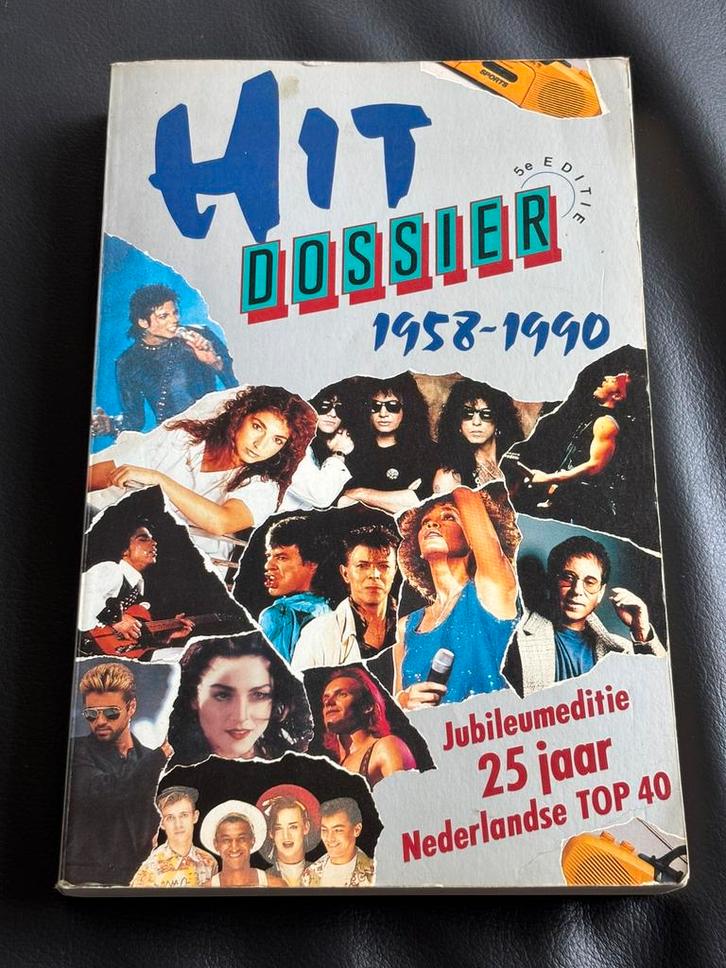 SPORTS
HIT
5e EDITIE
DOSSIER
1958-1990
Jubileumeditie
25 jaar
Nederlandse TOP 40